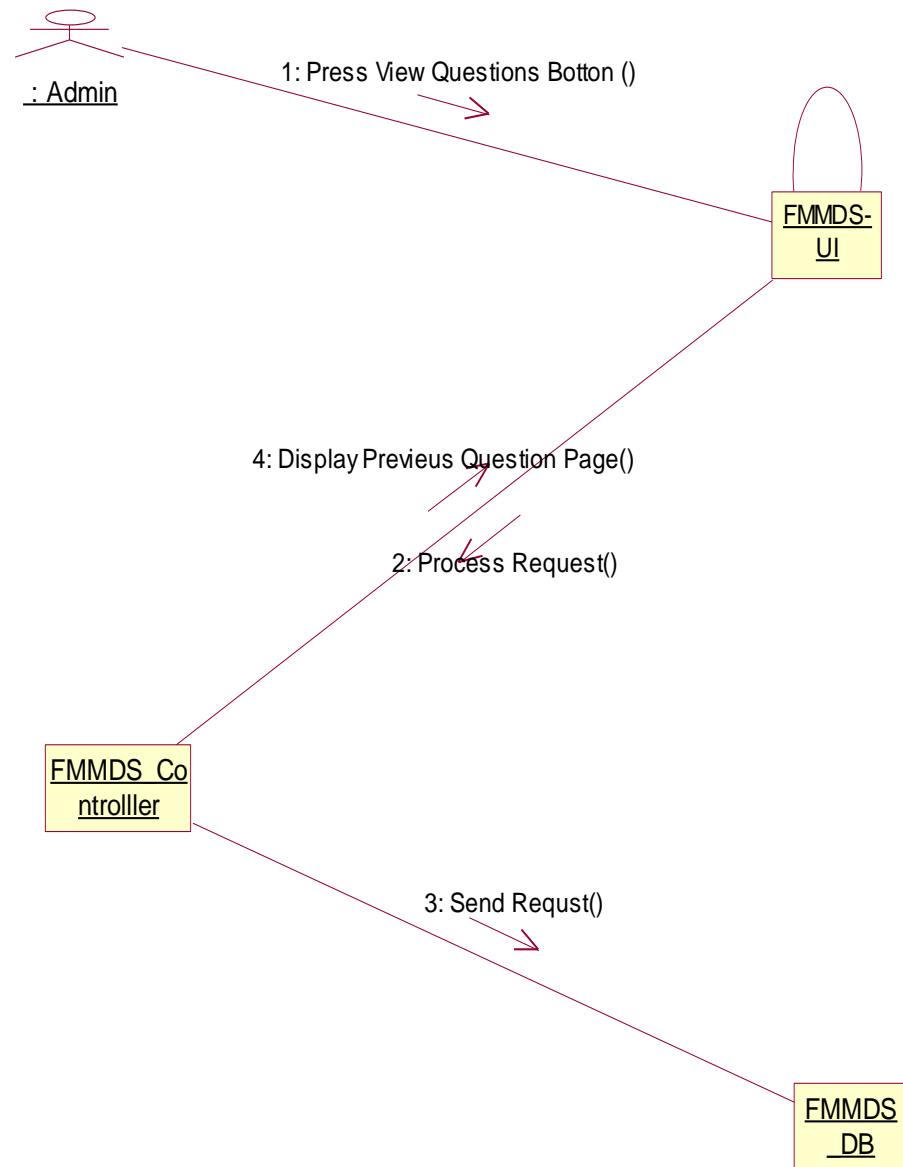 1: Press View Questions Botton ()
_: Admin
FMMDS-
UI
4: Display Previeus Question Page()
2: Process Request()
FMMDS_Co
ntrolller
3: Send Requst()
FMMDS
_DB